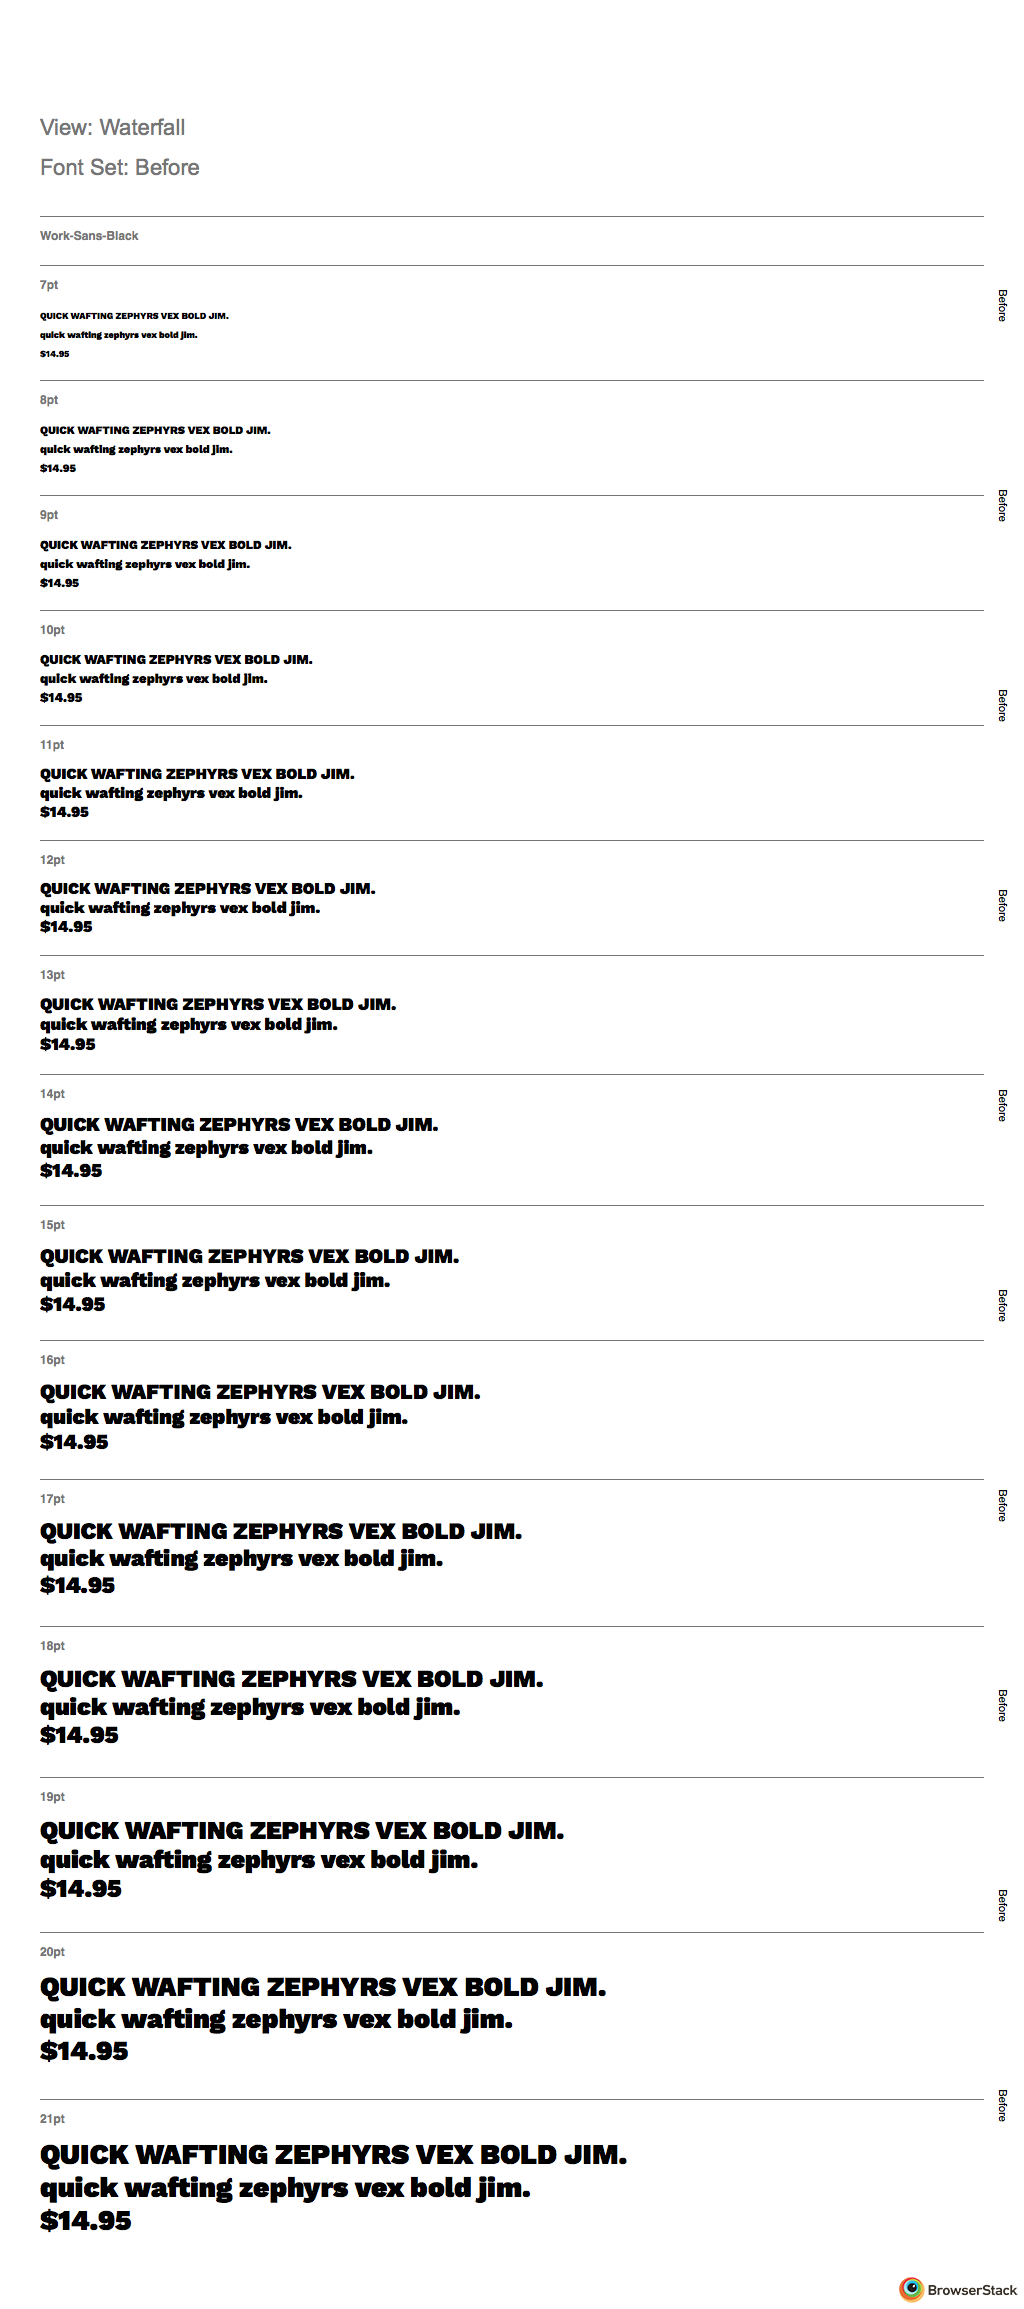 View: Waterfall
Font Set: Before
Work-Sans-Black
7pt
QUICK WAFTING ZEPHYRS VEX BOLD JIM.
quick wafting zephyrs vex bold jim.
$14.95
Before
8pt
QUICK WAFTING ZEPHYRS VEX BOLD JIM.
quick wafting zephyrs vex bold jim.
$14.95
Before
9pt
QUICK WAFTING ZEPHYRS VEX BOLD JIM.
quick wafting zephyrs vex bold jim.
$14.95
10pt
QUICK WAFTING ZEPHYRS VEX BOLD JIM.
quick wafting zephyrs vex bold jim.
$14.95
Before
11pt
QUICK WAFTING ZEPHYRS VEX BOLD JIM.
quick wafting zephyrs vex bold jim.
$14.95
12pt
QUICK WAFTING ZEPHYRS VEX BOLD JIM.
quick wafting zephyrs vex bold jim.
$14.95
Before
13pt
QUICK WAFTING ZEPHYRS VEX BOLD JIM.
quick wafting zephyrs vex bold jim.
$14.95
14pt
QUICK WAFTING ZEPHYRS VEX BOLD JIM.
quick wafting zephyrs vex bold jim.
$14.95
Before
15pt
QUICK WAFTING ZEPHYRS VEX BOLD JIM.
quick wafting zephyrs vex bold jim.
$14.95
Before
16pt
QUICK WAFTING ZEPHYRS VEX BOLD JIM.
quick wafting zephyrs vex bold jim.
$14.95
17pt
QUICK WAFTING ZEPHYRS VEX BOLD JIM.
quick wafting zephyrs vex bold jim.
$14.95
Before
18pt
QUICK WAFTING ZEPHYRS VEX BOLD JIM.
quick wafting zephyrs vex bold jim.
$14.95
Before
19pt
QUICK WAFTING ZEPHYRS VEX BOLD JIM.
quick wafting zephyrs vex bold jim.
$14.95
Before
20pt
QUICK WAFTING ZEPHYRS VEX BOLD JIM.
quick wafting zephyrs vex bold jim.
$14.95
Before
21pt
QUICK WAFTING ZEPHYRS VEX BOLD JIM.
quick wafting zephyrs vex bold jim.
$14.95
BrowserStack